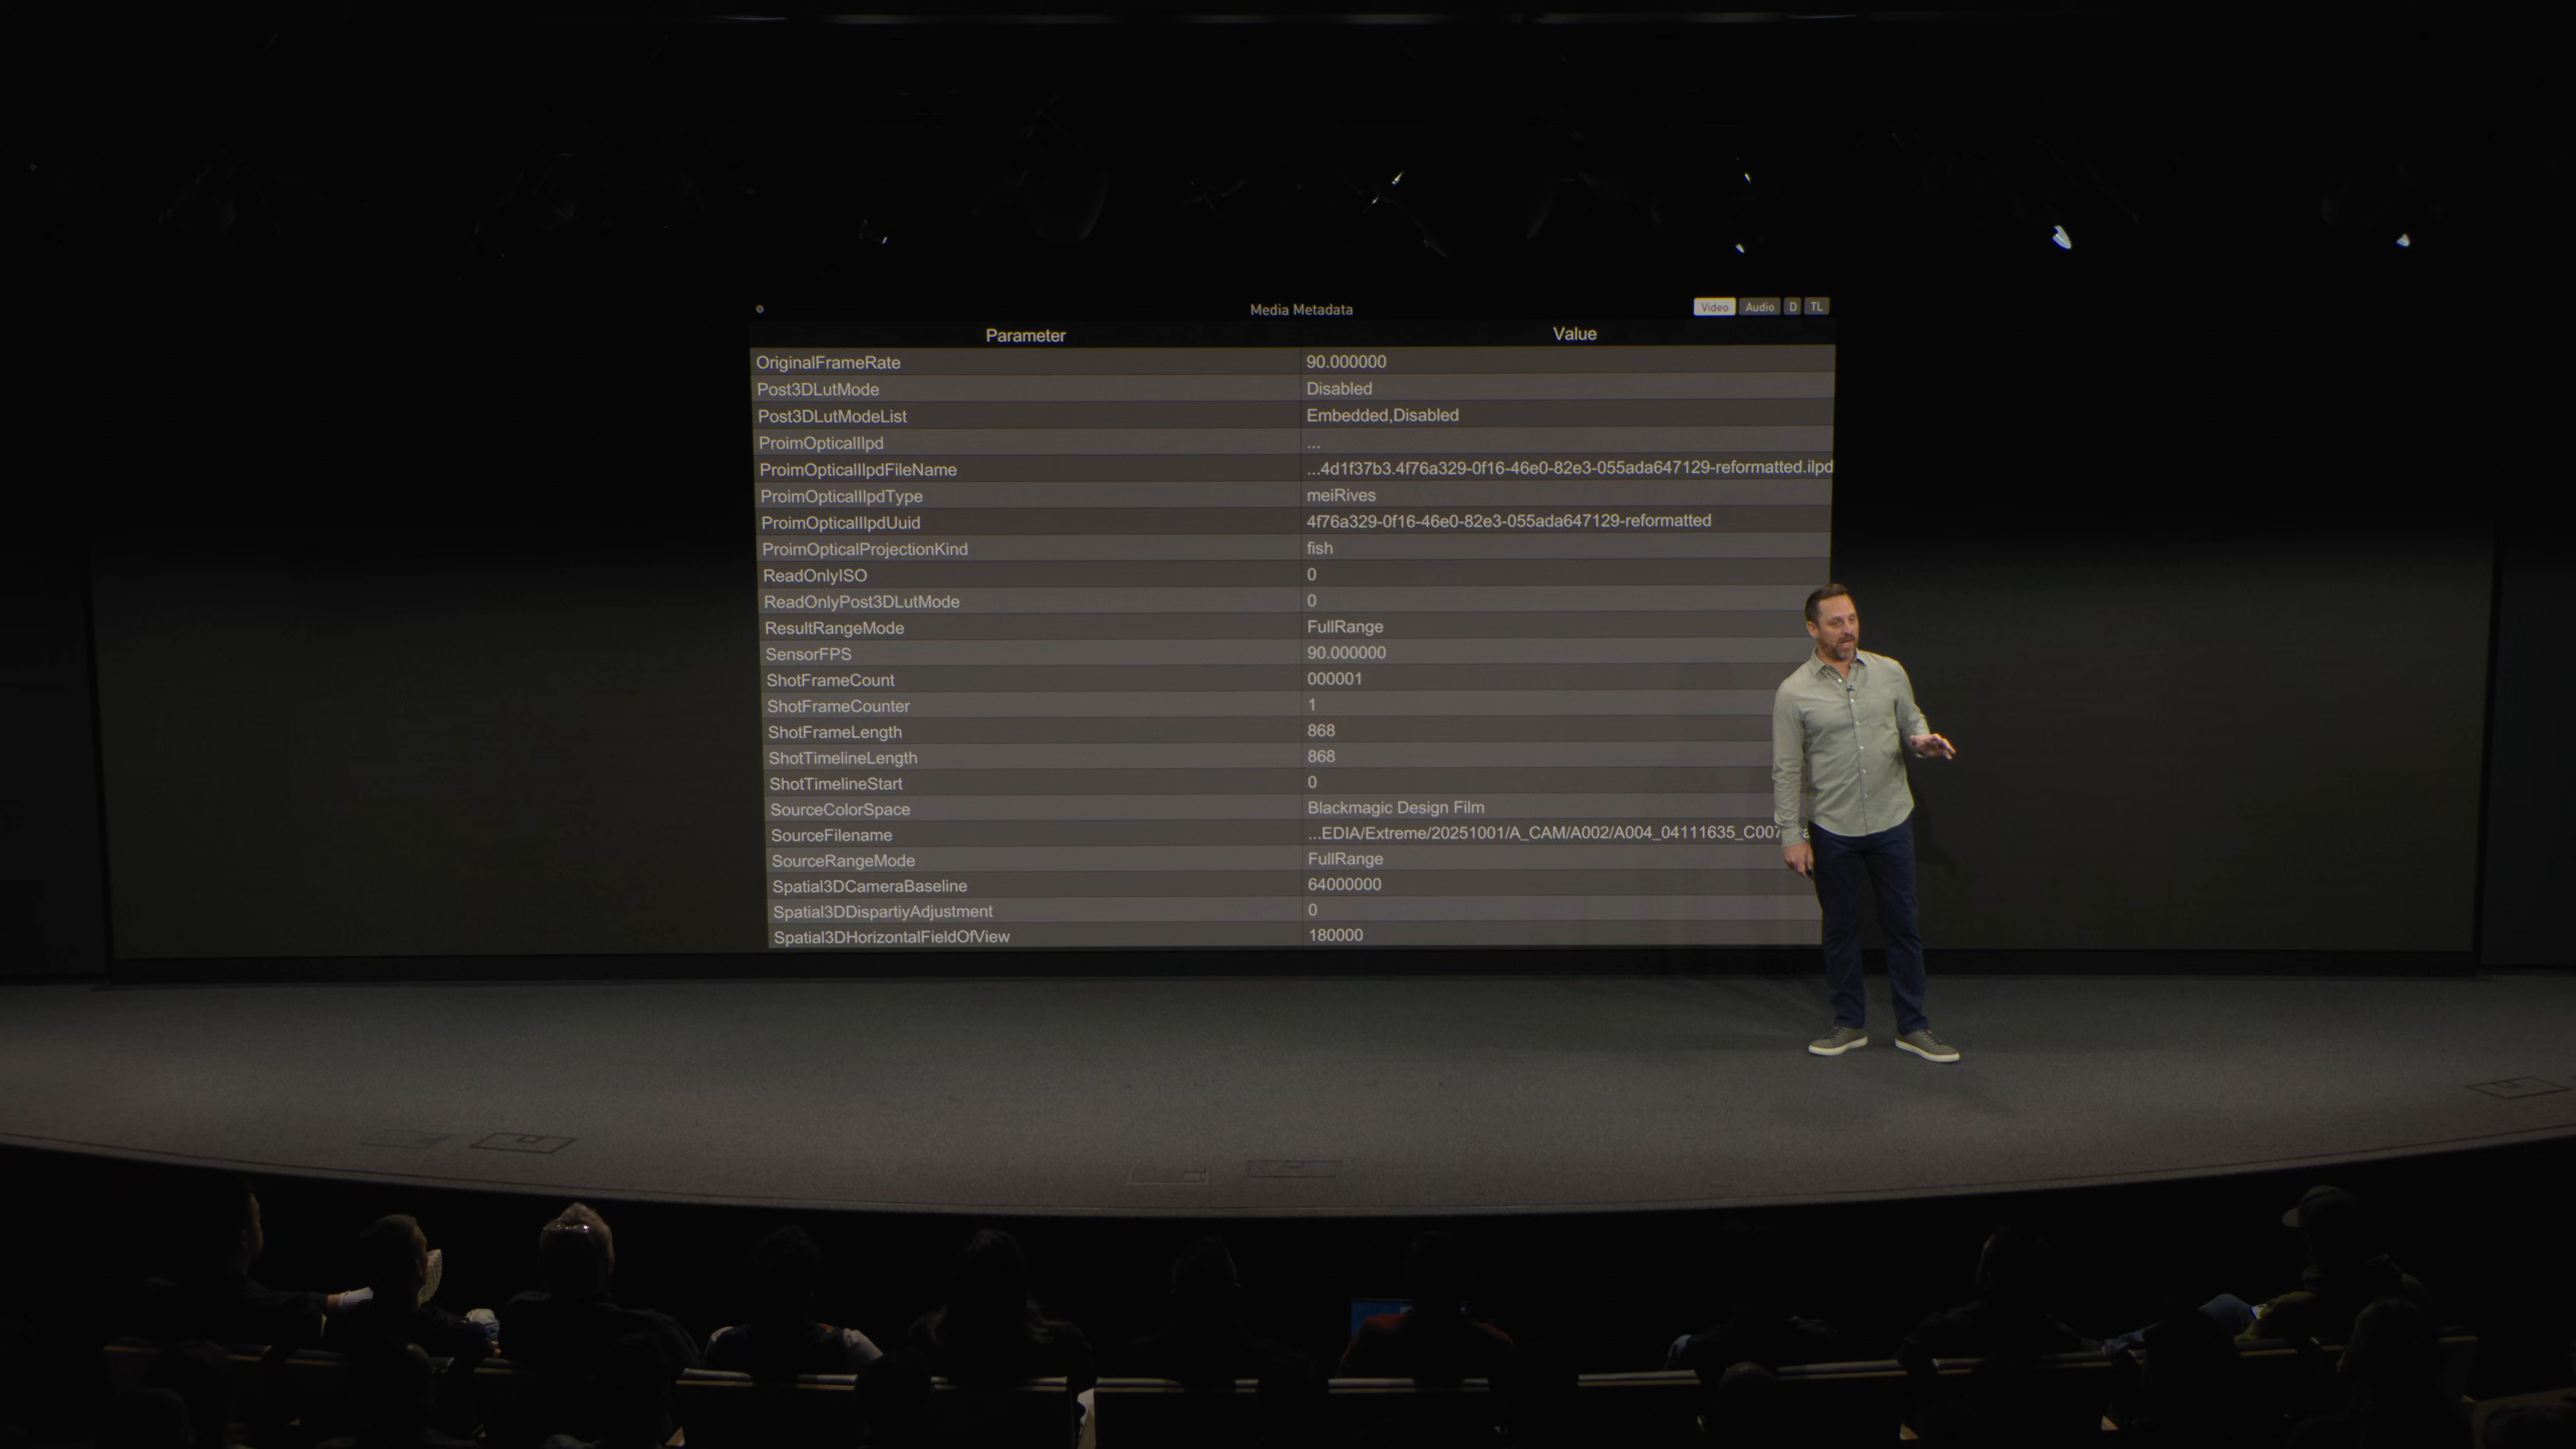 Media Metadata
Video Audio D TL
Parameter Value
OriginalFrameRate 90.000000
Post3DLutMode Disabled
Post3DLutModeList Embedded,Disabled
ProimOpticalIlpd ...
ProimOpticalIlpdFileName ...4d1f37b3.4f76a329-0f16-46e0-82e3-055ada647129-reformatted.ilpd
ProimOpticalIlpdType meiRives
ProimOpticalIlpdUuid 4f76a329-0f16-46e0-82e3-055ada647129-reformatted
ProimOpticalProjectionKind fish
ReadOnlyISO 0
ReadOnlyPost3DLutMode 0
ResultRangeMode FullRange
SensorFPS 90.000000
ShotFrameCount 000001
ShotFrameCounter 1
ShotFrameLength 868
ShotTimelineLength 868
ShotTimelineStart 0
SourceColorSpace Blackmagic Design Film
SourceFilename ...EDIA/Extreme/20251001/A_CAM/A002/A004_04111635_C007
SourceRangeMode FullRange
Spatial3DCameraBaseline 64000000
Spatial3DDispartiyAdjustment 0
Spatial3DHorizontalFieldOfView 180000